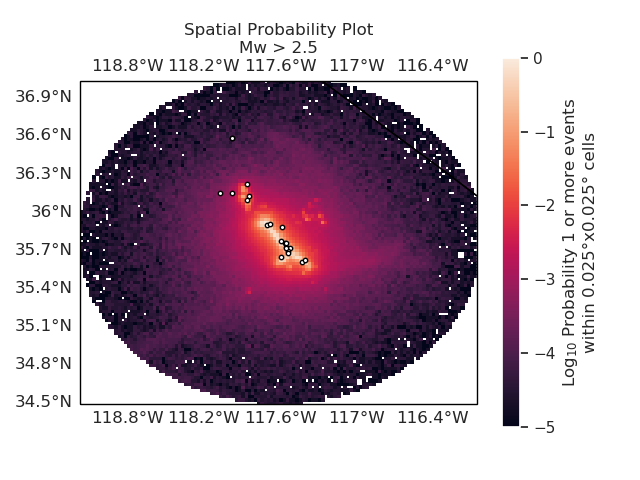 Spatial Probability Plot
Mw > 2.5
118.8°W 118.2°W 117.6°W 117°W 116.4°W
36.9°N
36.6°N
36.3°N
36°N
35.7°N
35.4°N
35.1°N
34.8°N
34.5°N
118.8°W 118.2°W 117.6°W 117°W 116.4°W
0
−1
−2
−3
−4
−5
Log₁₀ Probability 1 or more events
within 0.025°x0.025° cells